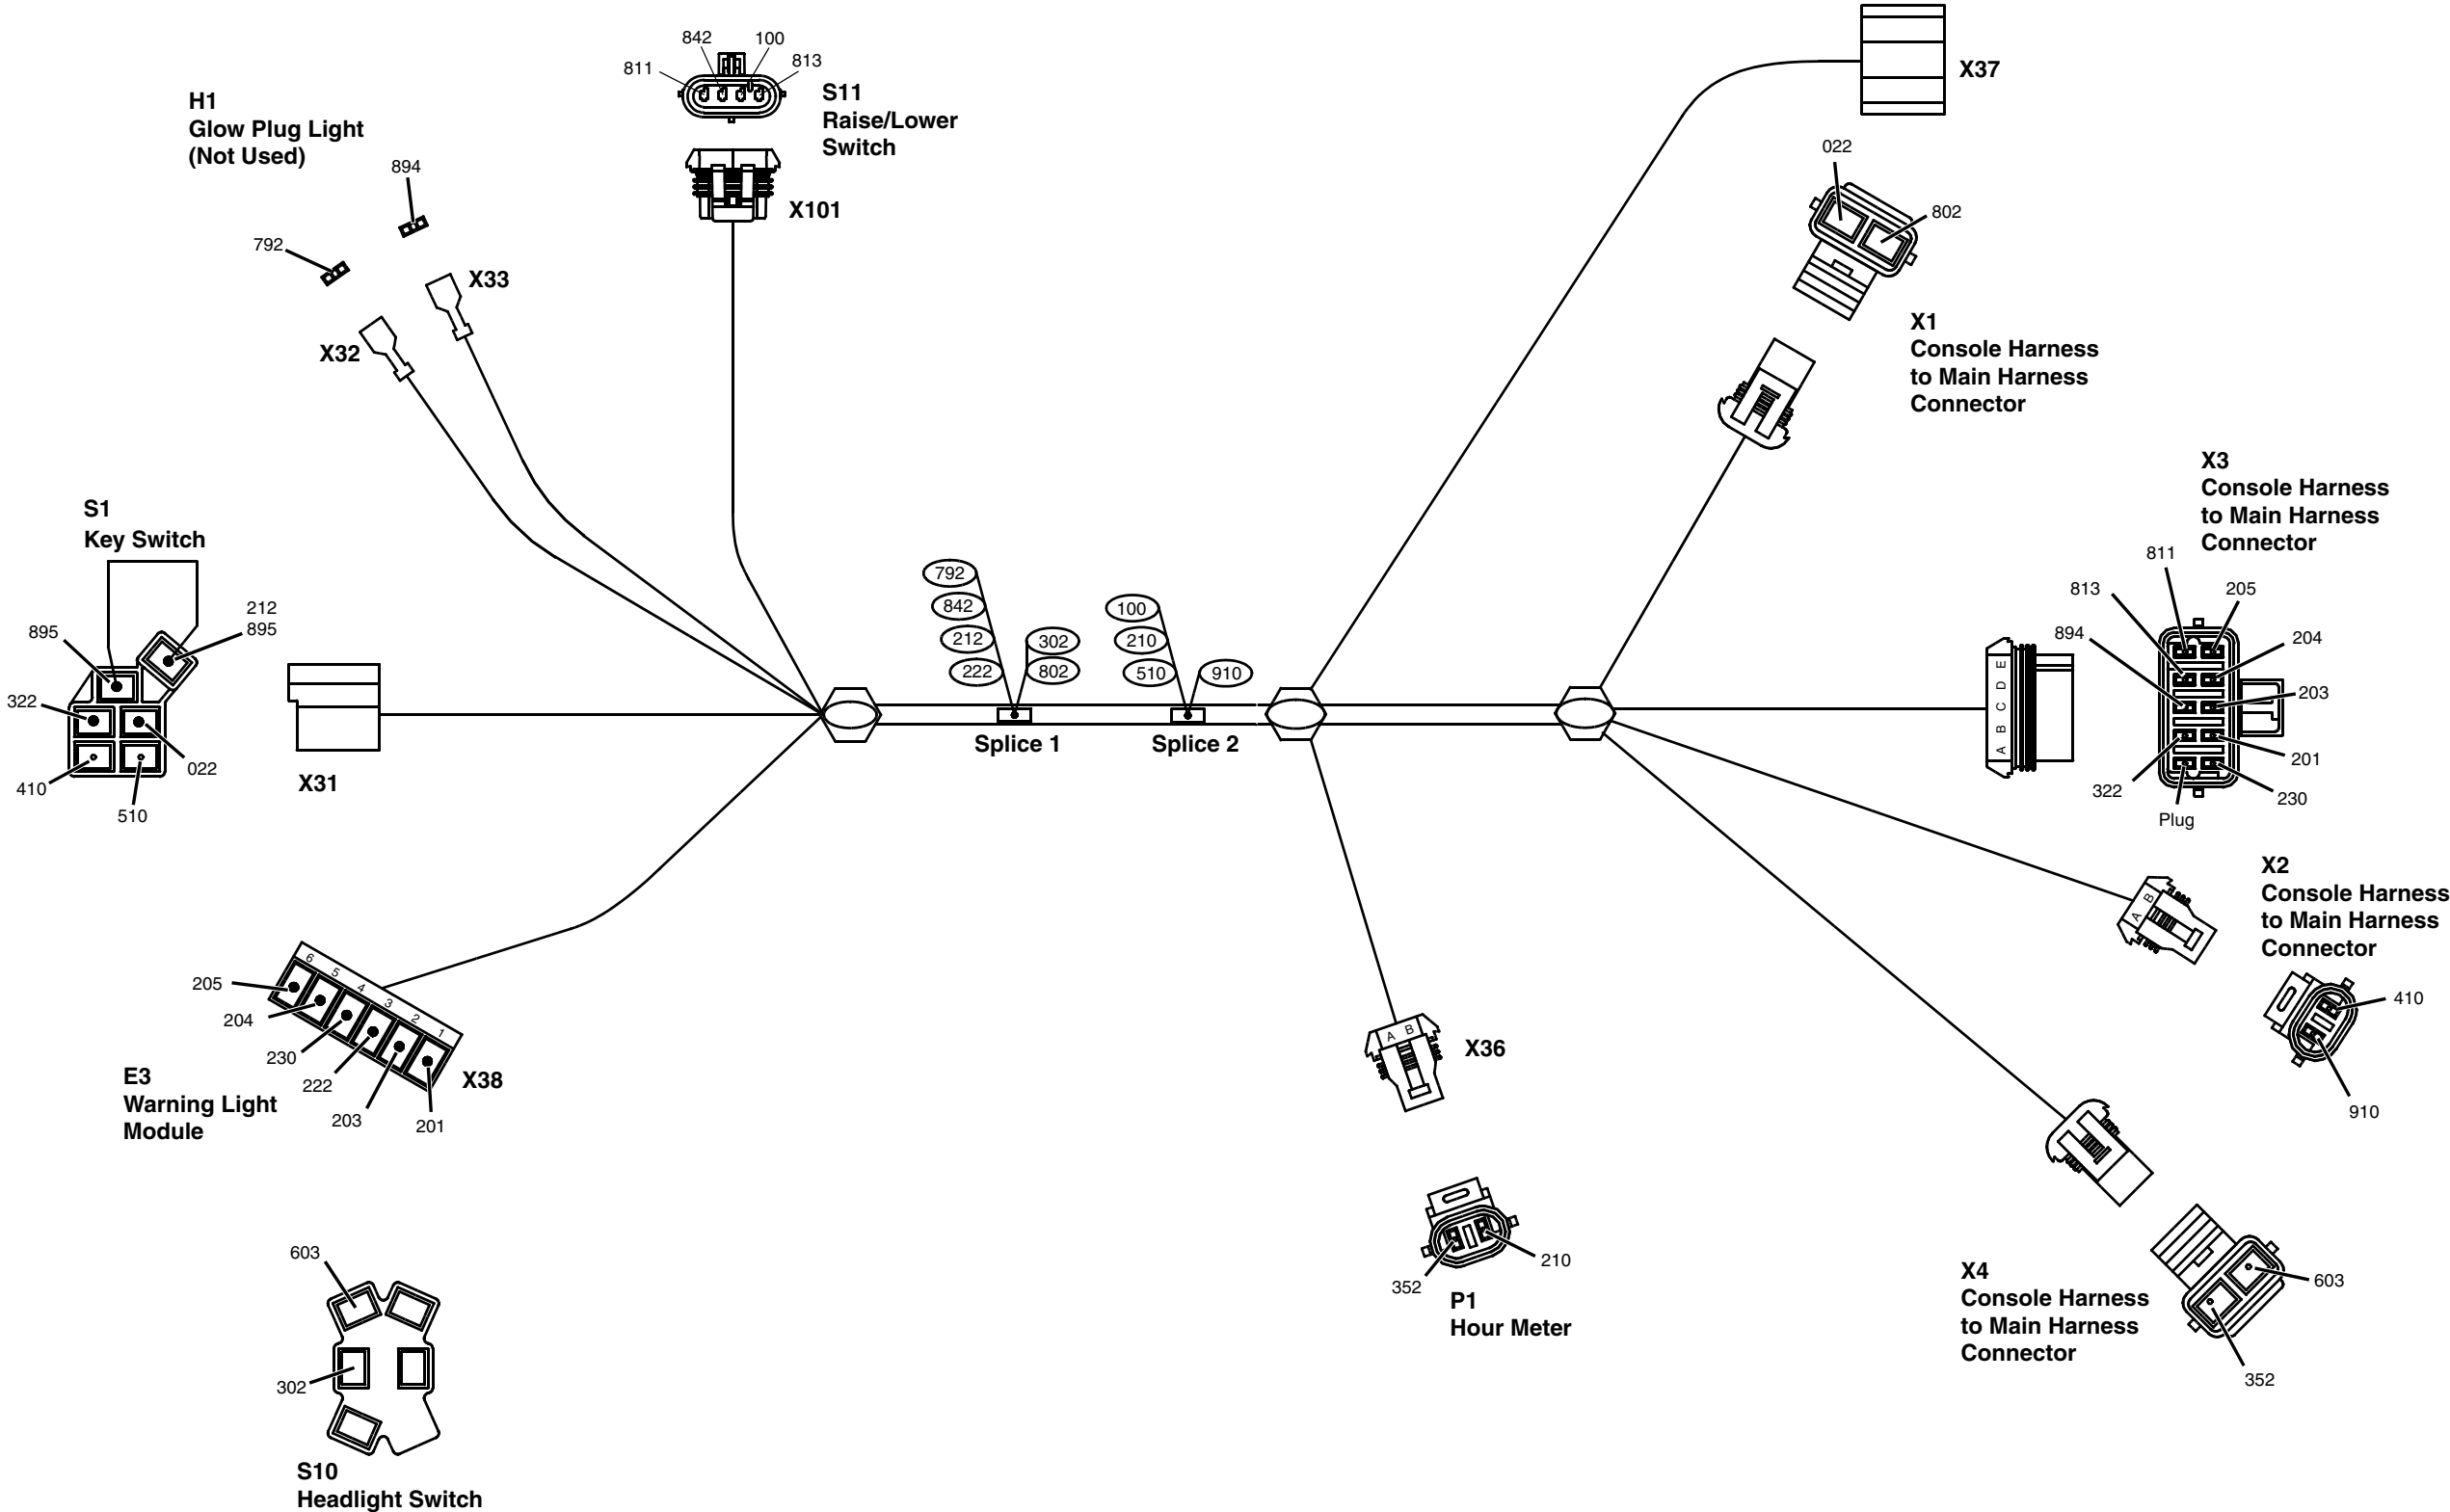 X37
842
100
811
813
S11
Raise/Lower
Switch
X101
H1
Glow Plug Light
(Not Used)
894
792
X33
X32
022
802
X1
Console Harness
to Main Harness
Connector
X3
Console Harness
to Main Harness
Connector
811
813
205
894
204
203
E
D
C
B
A
322
201
230
Plug
S1
Key Switch
212
895
895
322
022
410
510
X31
792
842
212
222
302
802
100
210
510
910
Splice 1
Splice 2
X2
Console Harness
to Main Harness
Connector
B
A
410
910
6
5
4
3
2
1
205
204
230
222
203
201
E3
Warning Light
Module
X38
A B
X36
352
210
P1
Hour Meter
X4
Console Harness
to Main Harness
Connector
603
352
603
302
S10
Headlight Switch